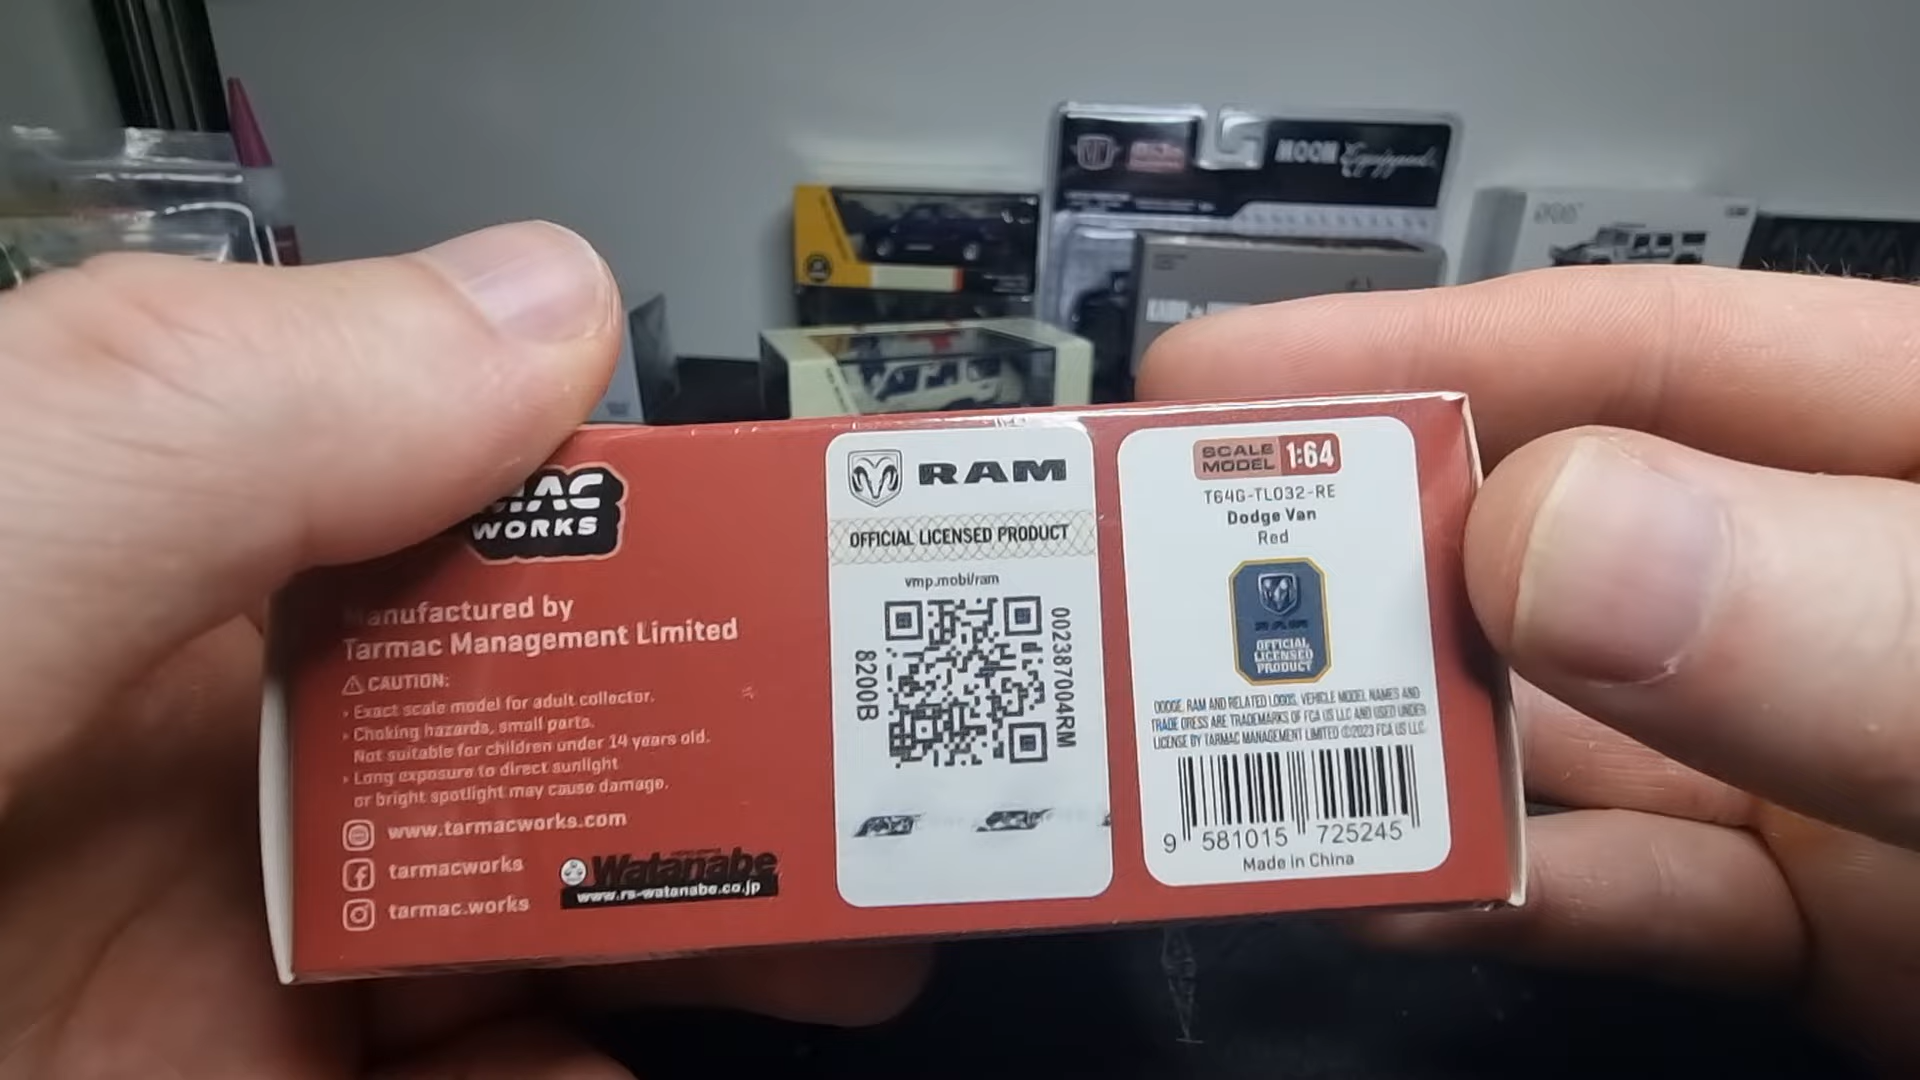 MOON Equipped
WORKS
Manufactured by
Tarmac Management Limited
CAUTION:
› Exact scale model for adult collector.
› Choking hazards, small parts.
Not suitable for children under 14 years old.
› Long exposure to direct sunlight
or bright spotlight may cause damage.
www.tarmacworks.com
tarmacworks
tarmac.works
Watanabe
www.rs-watanabe.co.jp
RAM
OFFICIAL LICENSED PRODUCT
vmp.mobi/ram
8200B
002387004RM
SCALE
MODEL 1:64
T64G-TL032-RE
Dodge Van
Red
OFFICIAL
LICENSED
PRODUCT
DODGE, RAM AND RELATED LOGOS, VEHICLE MODEL NAMES AND
TRADE DRESS ARE TRADEMARKS OF FCA US LLC AND USED UNDER
LICENSE BY TARMAC MANAGEMENT LIMITED ©2023 FCA US LLC.
9 581015 725245
Made in China